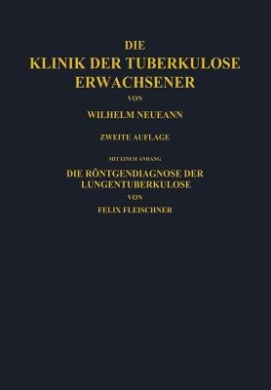 DIE
KLINIK DER TUBERKULOSE
ERWACHSENER
VON
WILHELM NEUEANN
ZWEITE AUFLAGE
MIT EINEM ANHANG
DIE RÖNTGENDIAGNOSE DER
LUNGENTUBERKULOSE
VON
FELIX FLEISCHNER